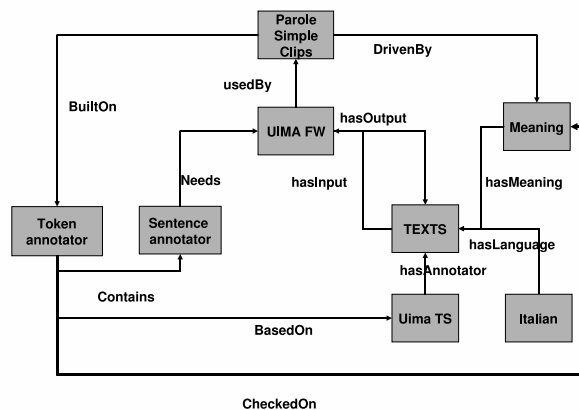 Parole
Simple
Clips
DrivenBy
usedBy
BuiltOn
UIMA FW
hasOutput
Meaning
Needs
hasInput
hasMeaning
Token
annotator
Sentence
annotator
TEXTS
hasLanguage
hasAnnotator
Contains
Uima TS
Italian
BasedOn
CheckedOn